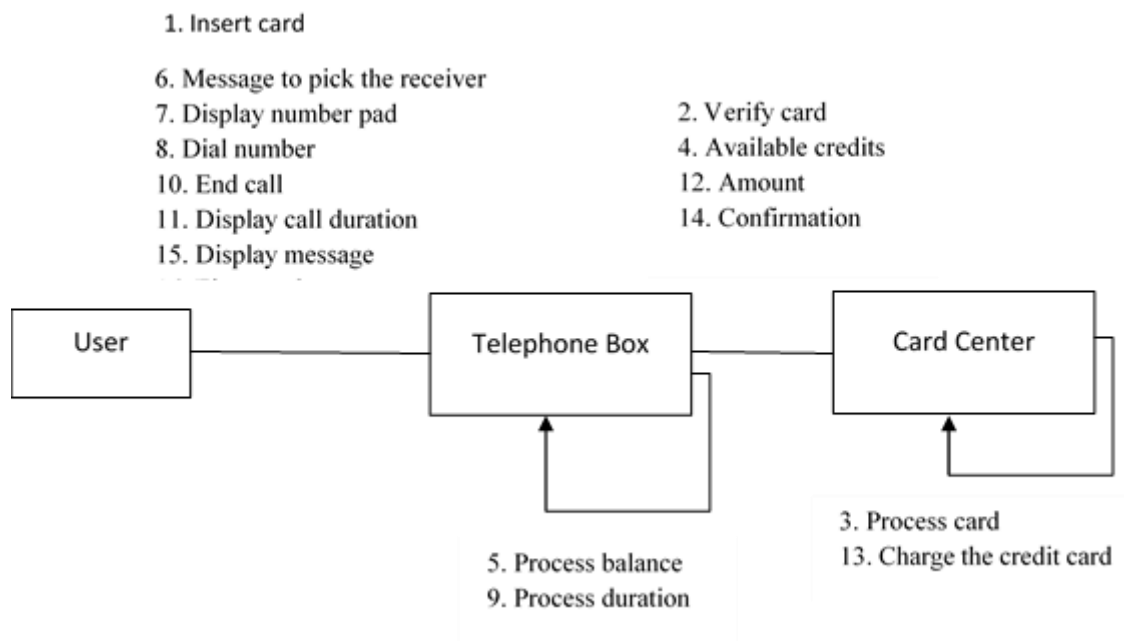 1. Insert card
6. Message to pick the receiver
7. Display number pad
8. Dial number
10. End call
11. Display call duration
15. Display message
2. Verify card
4. Available credits
12. Amount
14. Confirmation
User
Telephone Box
Card Center
5. Process balance
9. Process duration
3. Process card
13. Charge the credit card